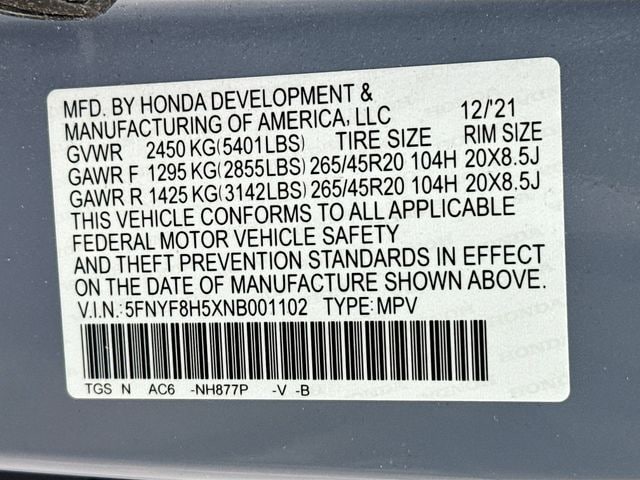 MFD. BY HONDA DEVELOPMENT &
MANUFACTURING OF AMERICA, LLC 12/'21
GVWR 2450 KG(5401LBS) TIRE SIZE RIM SIZE
GAWR F 1295 KG(2855LBS) 265/45R20 104H 20X8.5J
GAWR R 1425 KG(3142LBS) 265/45R20 104H 20X8.5J
THIS VEHICLE CONFORMS TO ALL APPLICABLE
FEDERAL MOTOR VEHICLE SAFETY
AND THEFT PREVENTION STANDARDS IN EFFECT
ON THE DATE OF MANUFACTURE SHOWN ABOVE.
V.I.N.: 5FNYF8H5XNB001102 TYPE: MPV
TGS N AC6 -NH877P -V -B